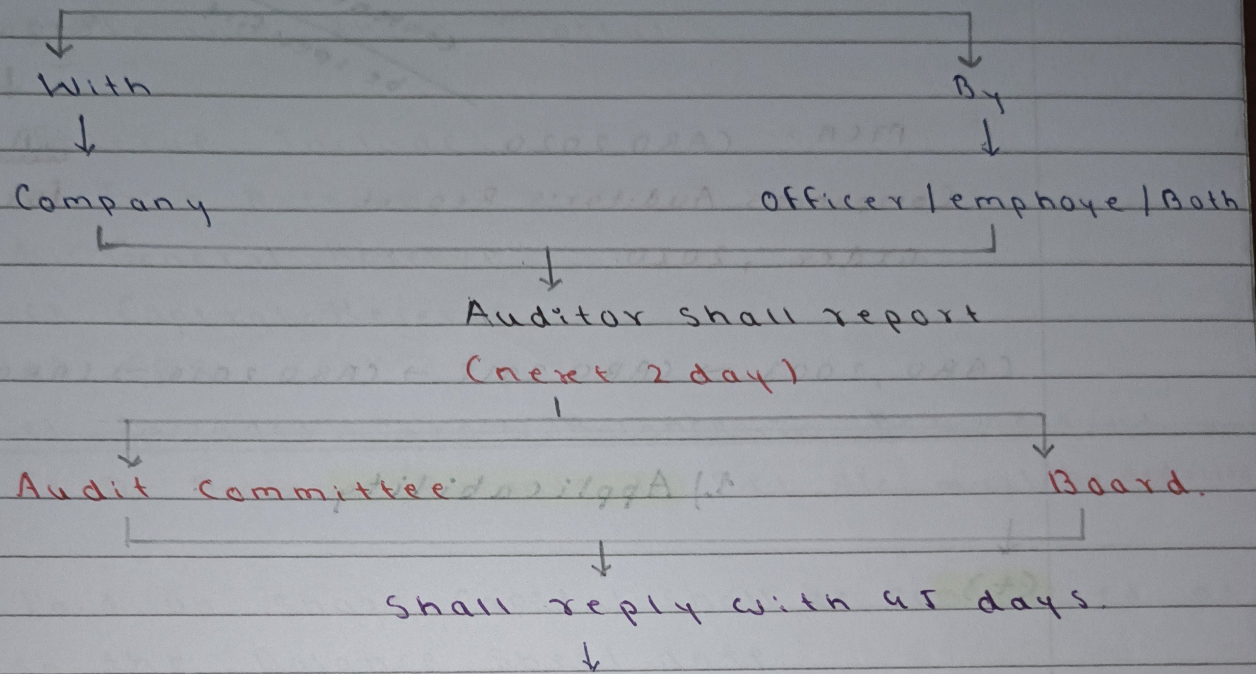 With By
Company Officer / emphoye / Both
Auditor shall report
(next 2 day)
Audit committee Board.
Shall reply with 45 days.